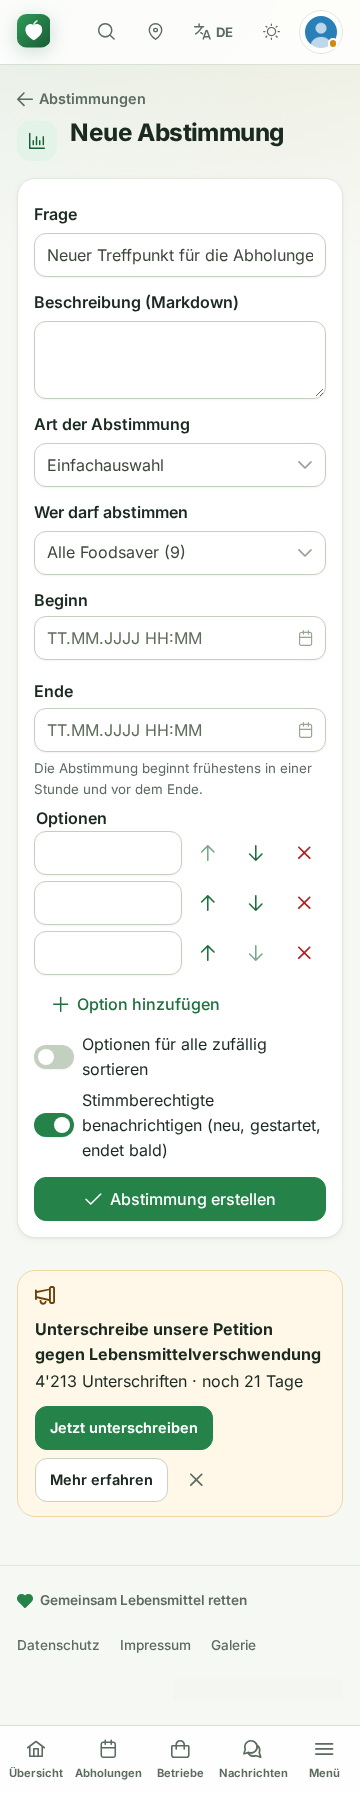 DE
Abstimmungen
Neue Abstimmung
Frage
Neuer Treffpunkt für die Abholunge
Beschreibung (Markdown)
Art der Abstimmung
Einfachauswahl
Wer darf abstimmen
Alle Foodsaver (9)
Beginn
TT.MM.JJJJ HH:MM
Ende
TT.MM.JJJJ HH:MM
Die Abstimmung beginnt frühestens in einer
Stunde und vor dem Ende.
Optionen
Option hinzufügen
Optionen für alle zufällig
sortieren
Stimmberechtigte
benachrichtigen (neu, gestartet,
endet bald)
Abstimmung erstellen
Unterschreibe unsere Petition
gegen Lebensmittelverschwendung
4'213 Unterschriften · noch 21 Tage
Jetzt unterschreiben
Mehr erfahren
Gemeinsam Lebensmittel retten
Datenschutz Impressum Galerie
Übersicht Abholungen Betriebe Nachrichten Menü